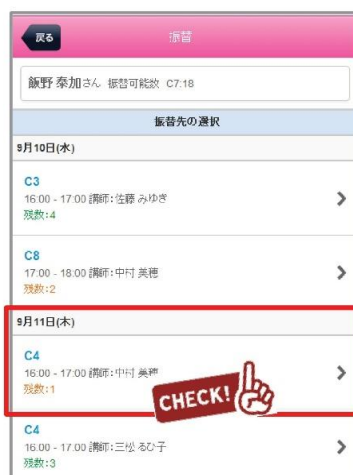 戻る
振替
飯野 泰加さん 振替可能数 C7:18
振替先の選択
9月10日(水)
C3
16:00 - 17:00 講師:佐藤 みゆき
残数:4
C8
17:00 - 18:00 講師:中村 美穂
残数:2
9月11日(木)
C4
16:00 - 17:00 講師:中村 美穂
残数:1
CHECK!
C4
16:00 - 17:00 講師:三松 るひ子
残数:3